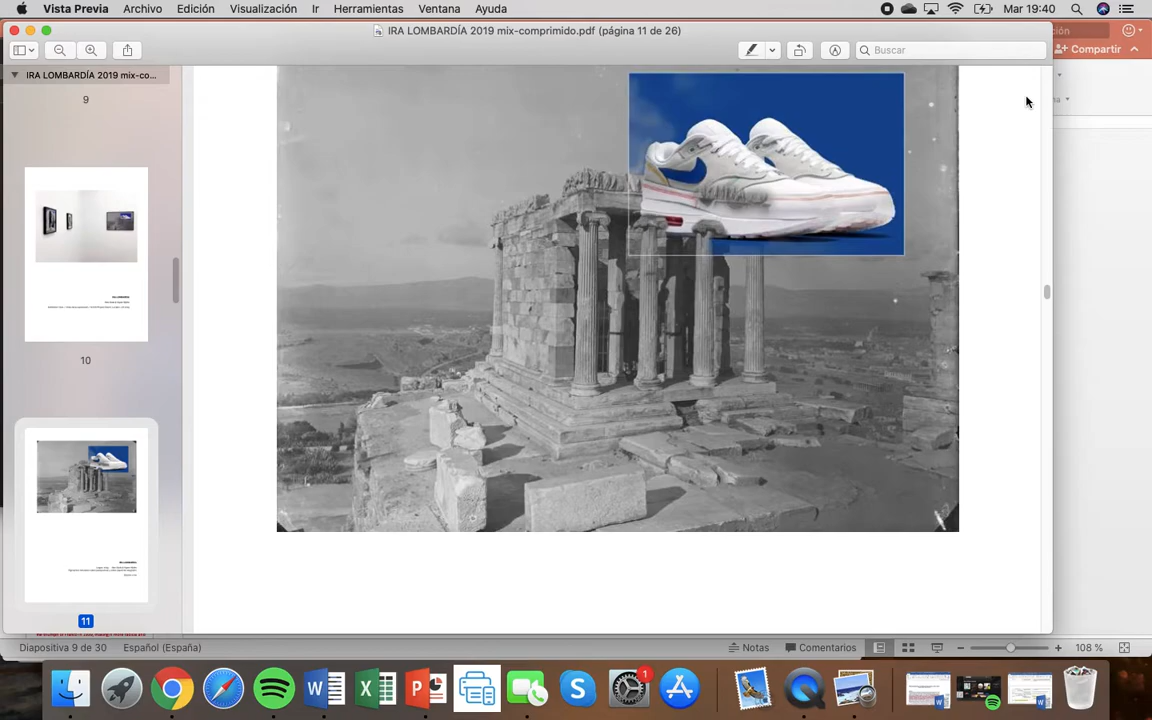 Vista Previa Archivo Edición Visualización Ir Herramientas Ventana Ayuda
Mar 19:40
IRA LOMBARDÍA 2019 mix-comprimido.pdf (página 11 de 26)
Buscar
Compartir
IRA LOMBARDÍA 2019 mix-co...
9
10
11
Diapositiva 9 de 30 Español (España)
Notas Comentarios 108 %
1